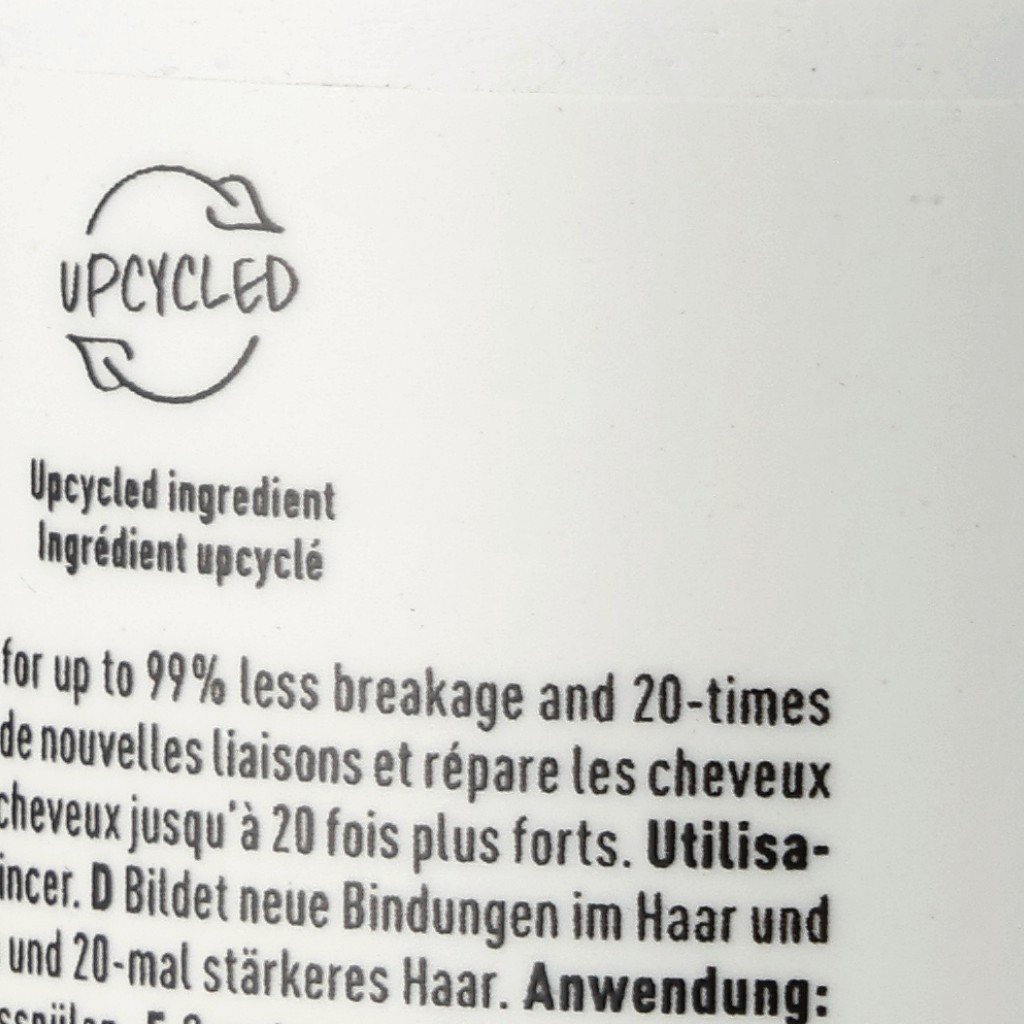 UPCYCLED
Upcycled ingredient
Ingrédient upcyclé
for up to 99% less breakage and 20-times
de nouvelles liaisons et répare les cheveux
cheveux jusqu'à 20 fois plus forts. Utilisa-
incer. D Bildet neue Bindungen im Haar und
und 20-mal stärkeres Haar. Anwendung: